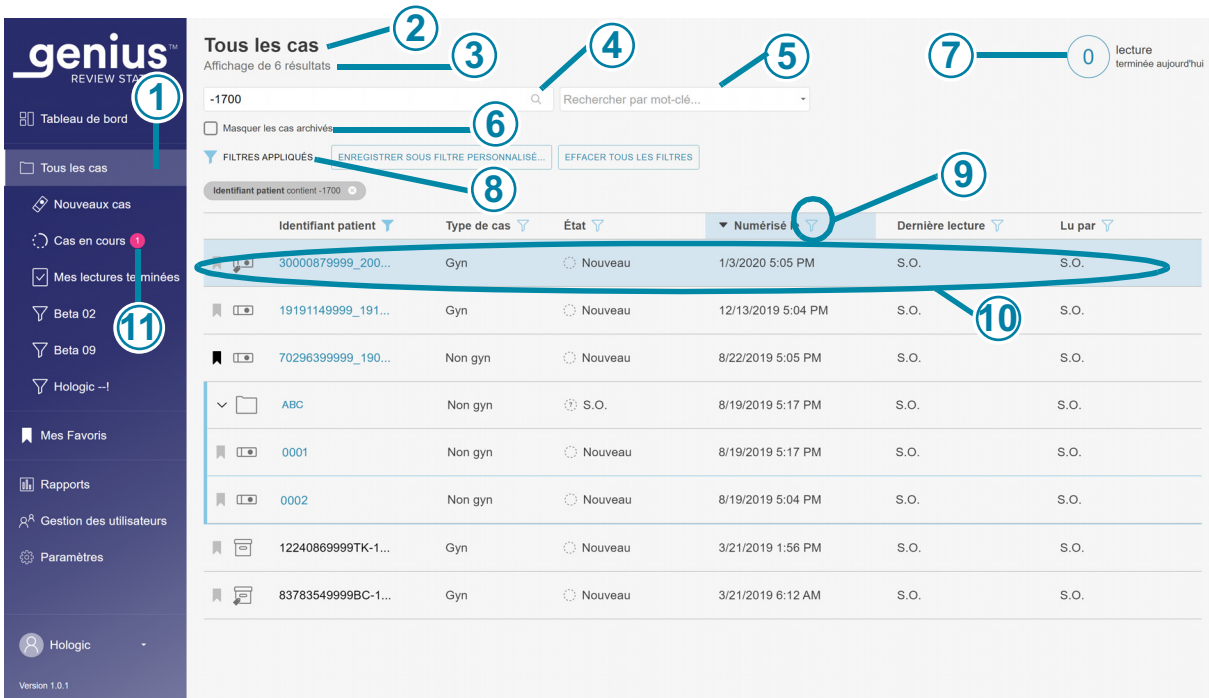 genius™
REVIEW STAT
Tableau de bord
Tous les cas
Nouveaux cas
Cas en cours 1
Mes lectures terminées
Beta 02
Beta 09
Hologic --!
Mes Favoris
Rapports
Gestion des utilisateurs
Paramètres
Hologic
Version 1.0.1
1
11
Tous les cas
2
Affichage de 6 résultats
3
4
5
7
0
lecture
terminée aujourd'hui
-1700
Rechercher par mot-clé...
Masquer les cas archivés
6
FILTRES APPLIQUÉS
ENREGISTRER SOUS FILTRE PERSONNALISÉ...
EFFACER TOUS LES FILTRES
8
9
Identifiant patient contient -1700
Identifiant patient Type de cas État Numérisé le Dernière lecture Lu par
30000879999_200... Gyn Nouveau 1/3/2020 5:05 PM S.O. S.O.
10
19191149999_191... Gyn Nouveau 12/13/2019 5:04 PM S.O. S.O.
70296399999_190... Non gyn Nouveau 8/22/2019 5:05 PM S.O. S.O.
ABC Non gyn S.O. 8/19/2019 5:17 PM S.O. S.O.
0001 Non gyn Nouveau 8/19/2019 5:17 PM S.O. S.O.
0002 Non gyn Nouveau 8/19/2019 5:04 PM S.O. S.O.
12240869999TK-1... Gyn Nouveau 3/21/2019 1:56 PM S.O. S.O.
83783549999BC-1... Gyn Nouveau 3/21/2019 6:12 AM S.O. S.O.